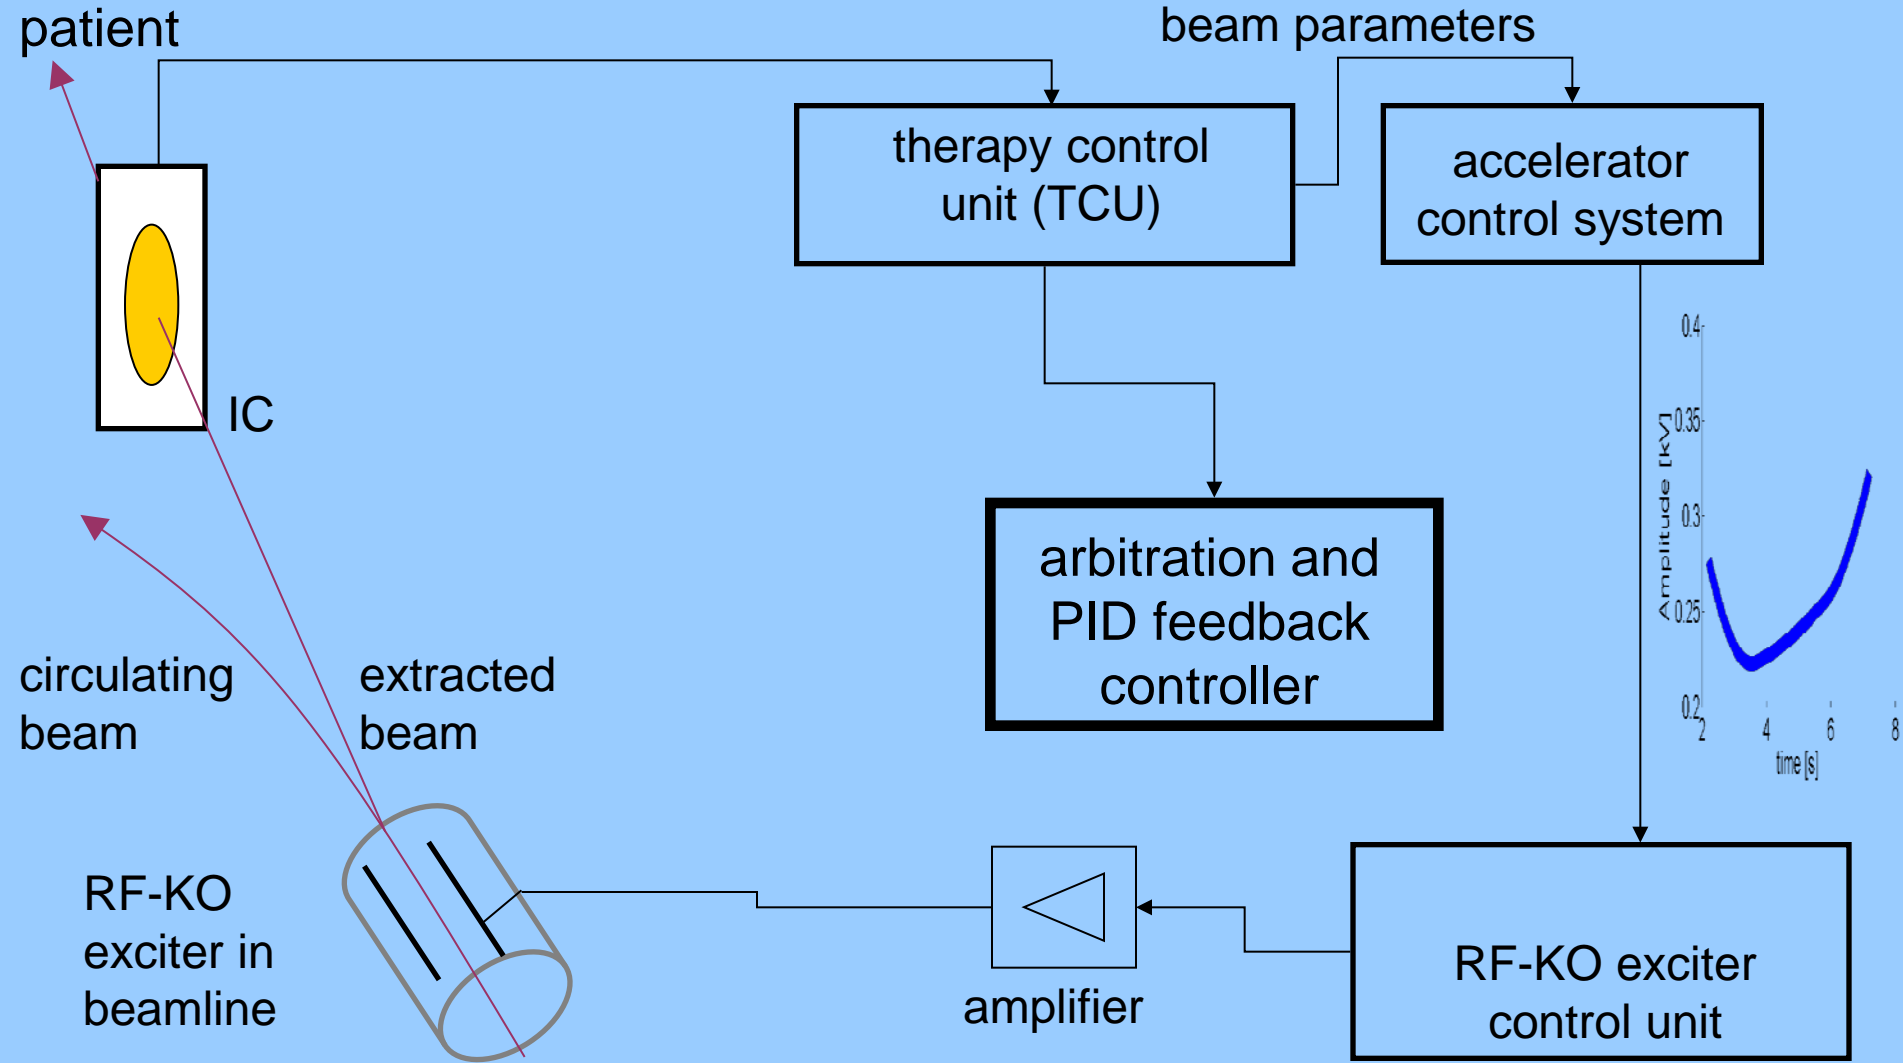 patient
beam parameters
therapy control
unit (TCU)
accelerator
control system
IC
arbitration and
PID feedback
controller
0.4
0.35
0.3
0.25
0.2
Amplitude [kV]
2 4 6 8
time [s]
circulating
beam
extracted
beam
RF-KO
exciter in
beamline
amplifier
RF-KO exciter
control unit